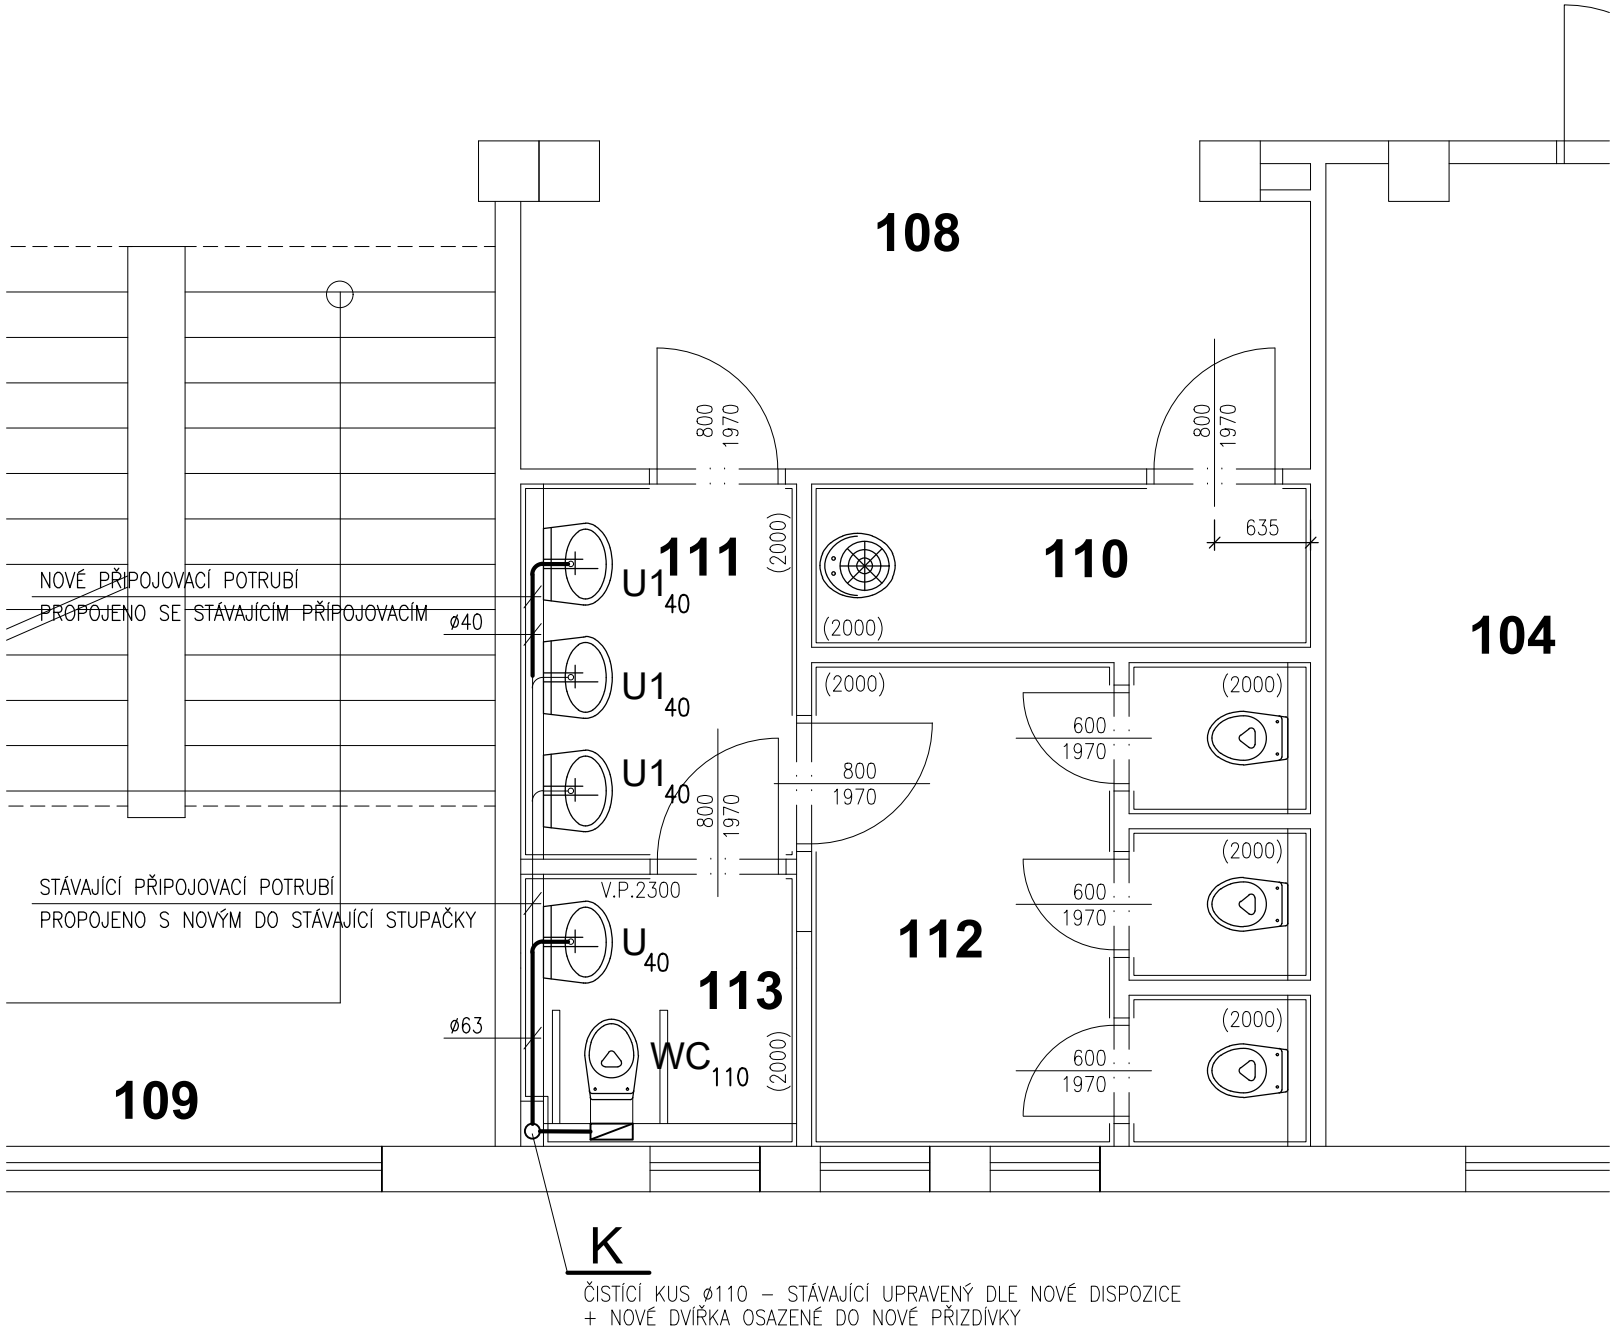 108
800
1970
800
1970
635
111
(2000)
110
(2000)
NOVÉ PŘIPOJOVACÍ POTRUBÍ
PROPOJENO SE STÁVAJÍCÍM PŘÍPOJOVACÍM
ø40
U1 40
U1 40
U1 40
104
(2000)
(2000)
600
1970
800
1970
800
1970
(2000)
600
1970
STÁVAJÍCÍ PŘIPOJOVACÍ POTRUBÍ
PROPOJENO S NOVÝM DO STÁVAJÍCÍ STUPAČKY
V.P.2300
U 40
113
112
ø63
WC 110
(2000)
(2000)
600
1970
109
K
ČISTÍCÍ KUS ø110 – STÁVAJÍCÍ UPRAVENÝ DLE NOVÉ DISPOZICE
+ NOVÉ DVÍŘKA OSAZENÉ DO NOVÉ PŘIZDÍVKY